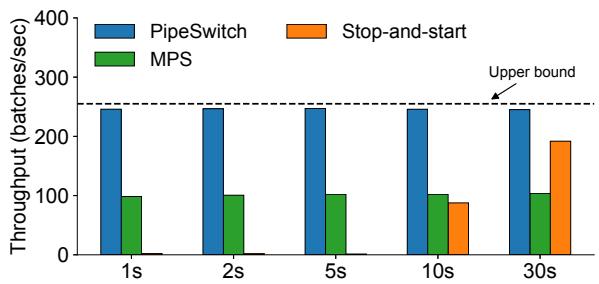 Throughput (batches/sec)
400
300
200
100
0
PipeSwitch
Stop-and-start
MPS
Upper bound
1s
2s
5s
10s
30s